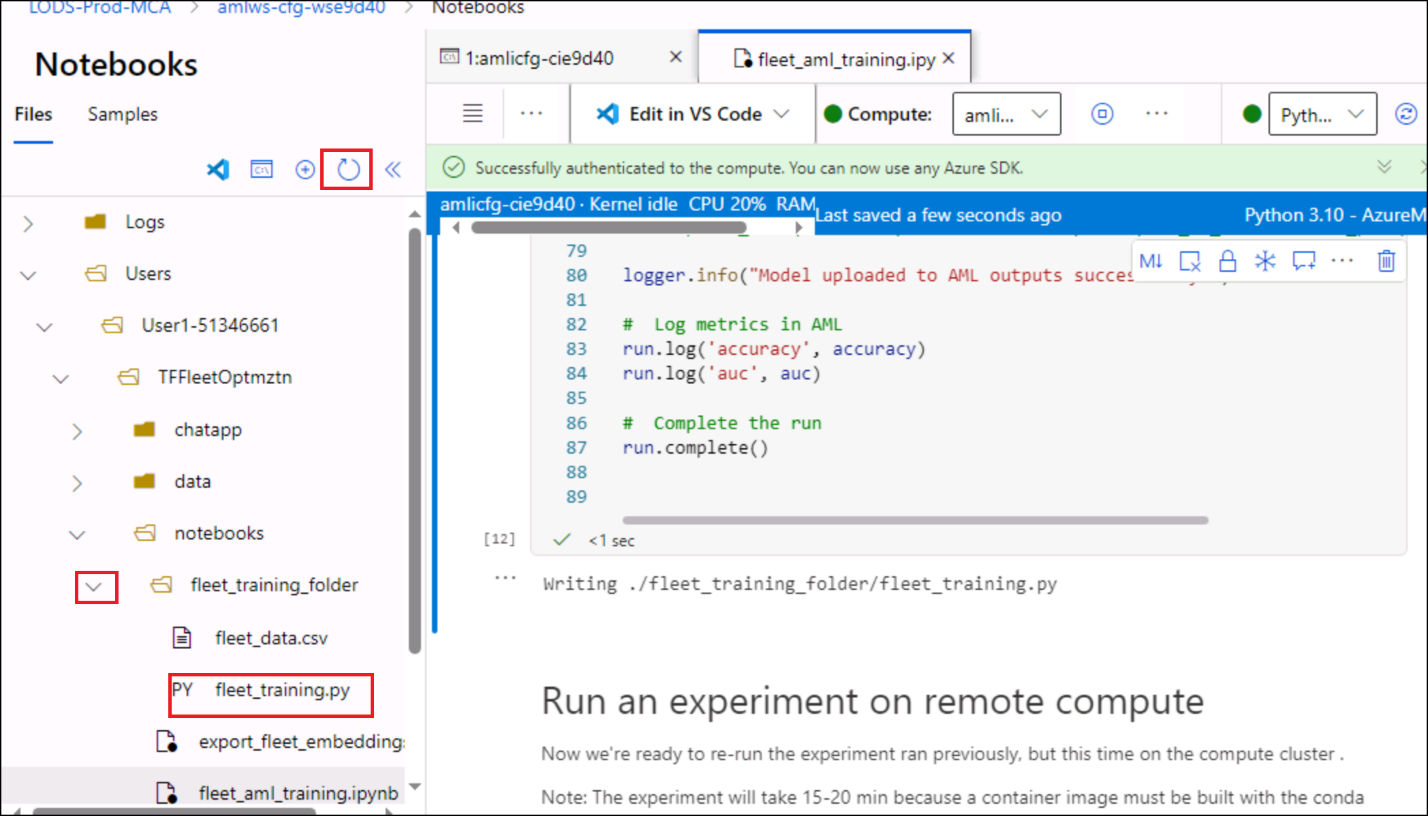 LODS-Prod-MCA > amlws-cfg-wse9d40 > Notebooks
Notebooks
Files Samples
Logs
Users
User1-51346661
TFFleetOptmztn
chatapp
data
notebooks
fleet_training_folder
fleet_data.csv
PY fleet_training.py
export_fleet_embedding
fleet_aml_training.ipynb
1:amlicfg-cie9d40
fleet_aml_training.ipy
Edit in VS Code
Compute: amli...
Pyth...
Successfully authenticated to the compute. You can now use any Azure SDK.
amlicfg-cie9d40 · Kernel idle CPU 20% RAM
Last saved a few seconds ago
Python 3.10 - AzureM
M↓
79
80 logger.info("Model uploaded to AML outputs succes
81
82 # Log metrics in AML
83 run.log('accuracy', accuracy)
84 run.log('auc', auc)
85
86 # Complete the run
87 run.complete()
88
89
[12] <1 sec
... Writing ./fleet_training_folder/fleet_training.py
Run an experiment on remote compute
Now we're ready to re-run the experiment ran previously, but this time on the compute cluster .
Note: The experiment will take 15-20 min because a container image must be built with the conda